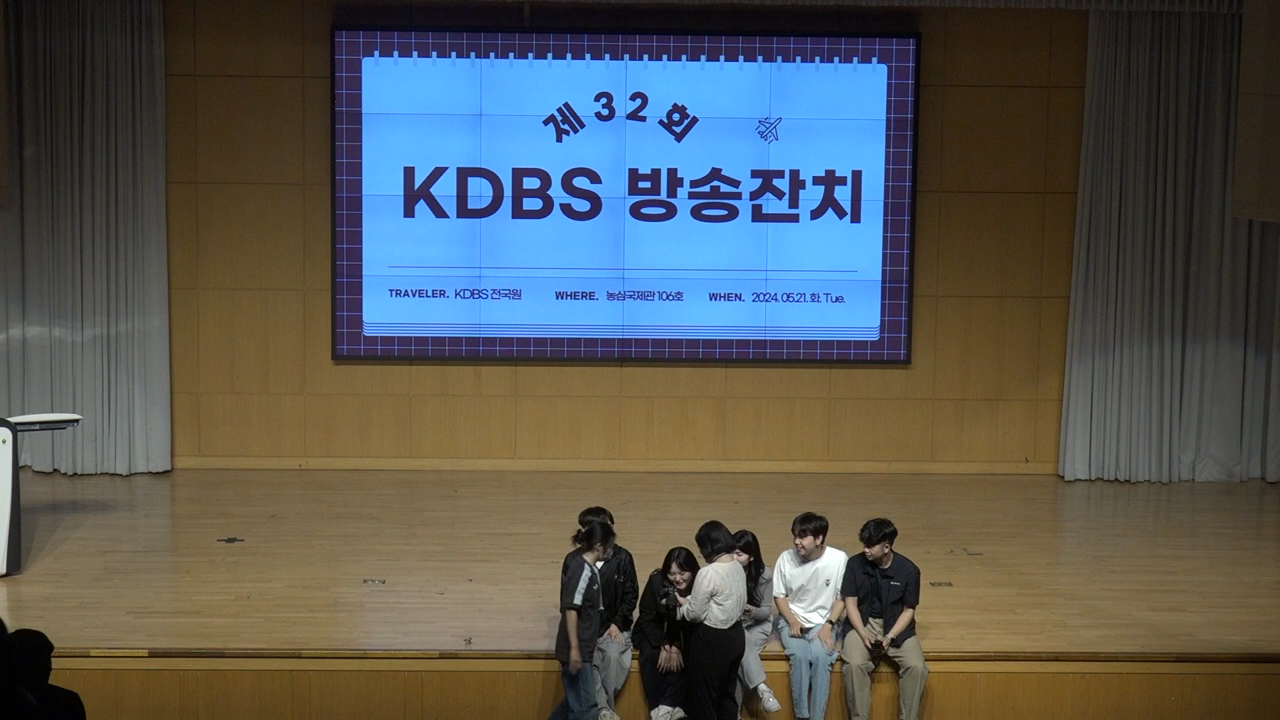 제32회
KDBS 방송잔치
TRAVELER. KDBS 전국원 WHERE. 농심국제관 106호 WHEN. 2024. 05.21. 화. Tue.